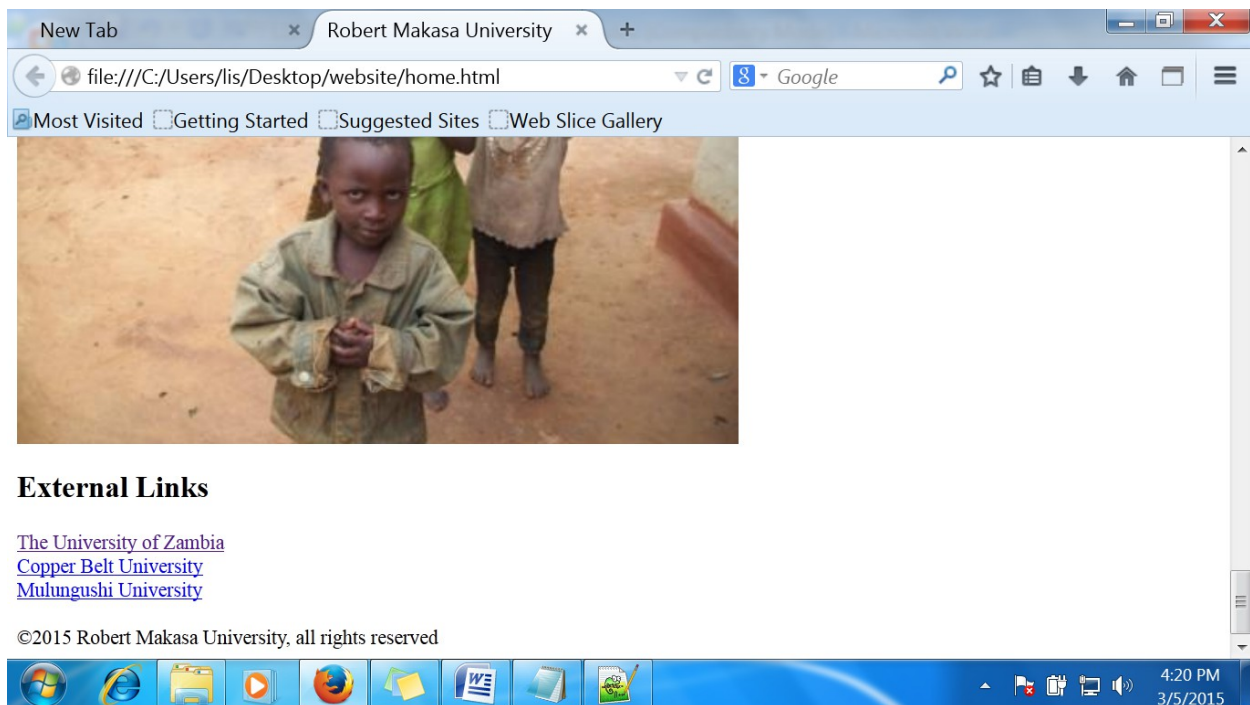 New Tab
Robert Makasa University
file:///C:/Users/lis/Desktop/website/home.html
Google
Most Visited Getting Started Suggested Sites Web Slice Gallery
External Links
The University of Zambia
Copper Belt University
Mulungushi University
©2015 Robert Makasa University, all rights reserved
4:20 PM
3/5/2015